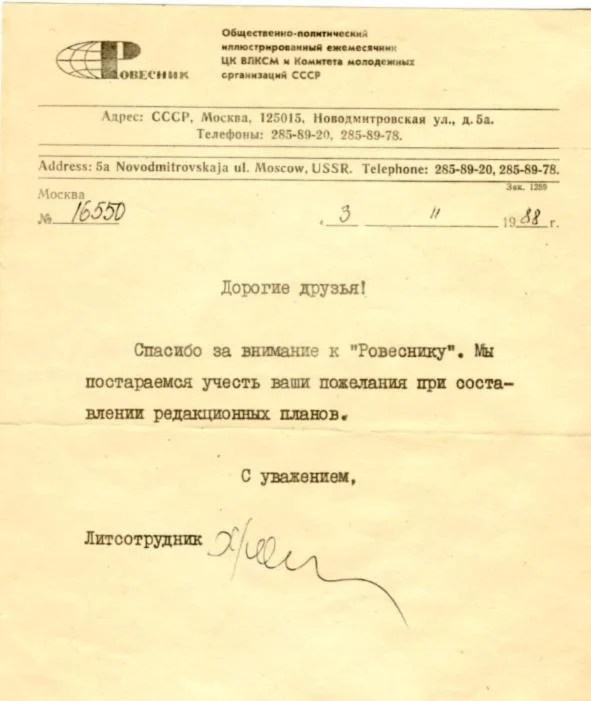 Ровесник
Общественно-политический
иллюстрированный ежемесячник
ЦК ВЛКСМ и Комитета молодежных
организаций СССР
Адрес: СССР, Москва, 125015, Новодмитровская ул., д. 5а.
Телефоны: 285-89-20, 285-89-78.
Address: 5a Novodmitrovskaja ul. Moscow, USSR. Telephone: 285-89-20, 285-89-78.
Зак. 1289
Москва
№ 16550
« 3 11 1988 г.
Дорогие друзья!
Спасибо за внимание к "Ровеснику". Мы
постараемся учесть ваши пожелания при соста-
влении редакционных планов.
С уважением,
Литсотрудник